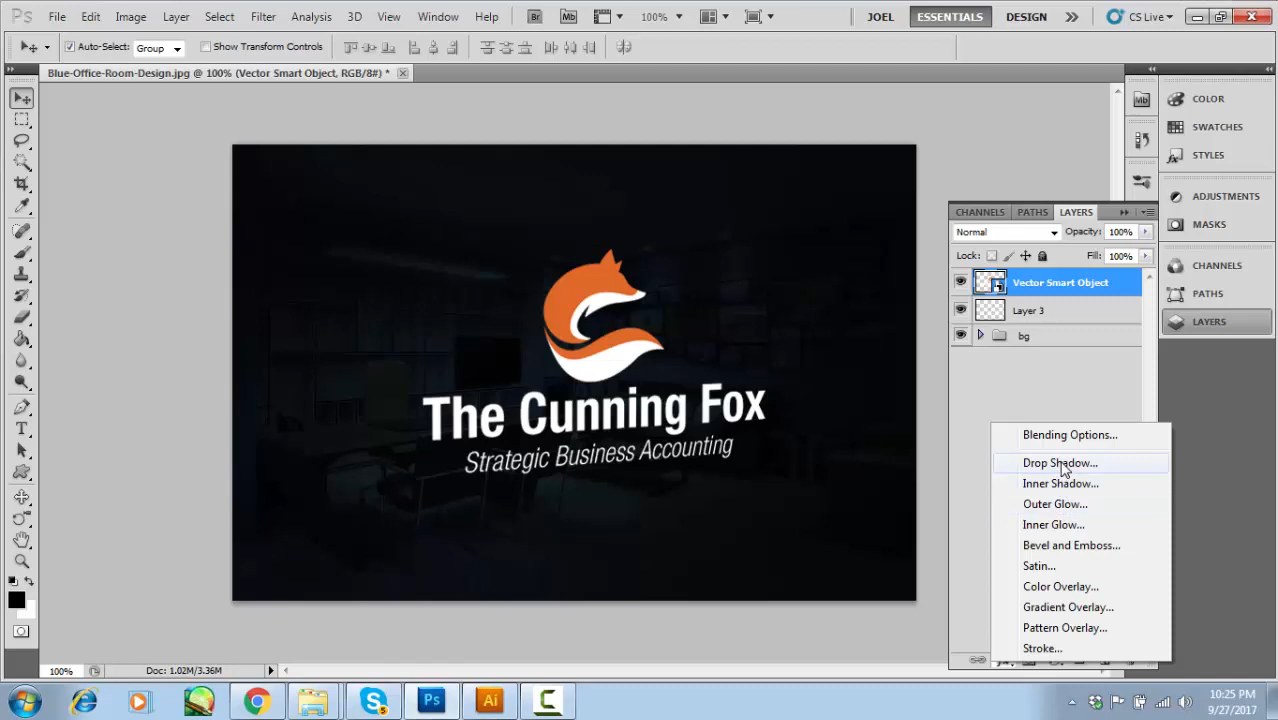 Ps
File Edit Image Layer Select Filter Analysis 3D View Window Help
Br
Mb
100%
JOEL
ESSENTIALS
DESIGN
CS Live
Auto-Select: Group
Show Transform Controls
Blue-Office-Room-Design.jpg @ 100% (Vector Smart Object, RGB/8#) *
Mb
COLOR
SWATCHES
STYLES
ADJUSTMENTS
MASKS
CHANNELS
PATHS
LAYERS
CHANNELS PATHS LAYERS
Normal Opacity: 100%
Lock: Fill: 100%
Vector Smart Object
Layer 3
bg
The Cunning Fox
Strategic Business Accounting
Blending Options...
Drop Shadow...
Inner Shadow...
Outer Glow...
Inner Glow...
Bevel and Emboss...
Satin...
Color Overlay...
Gradient Overlay...
Pattern Overlay...
Stroke...
100%
Doc: 1.02M/3.36M
Ps
Ai
10:25 PM
9/27/2017